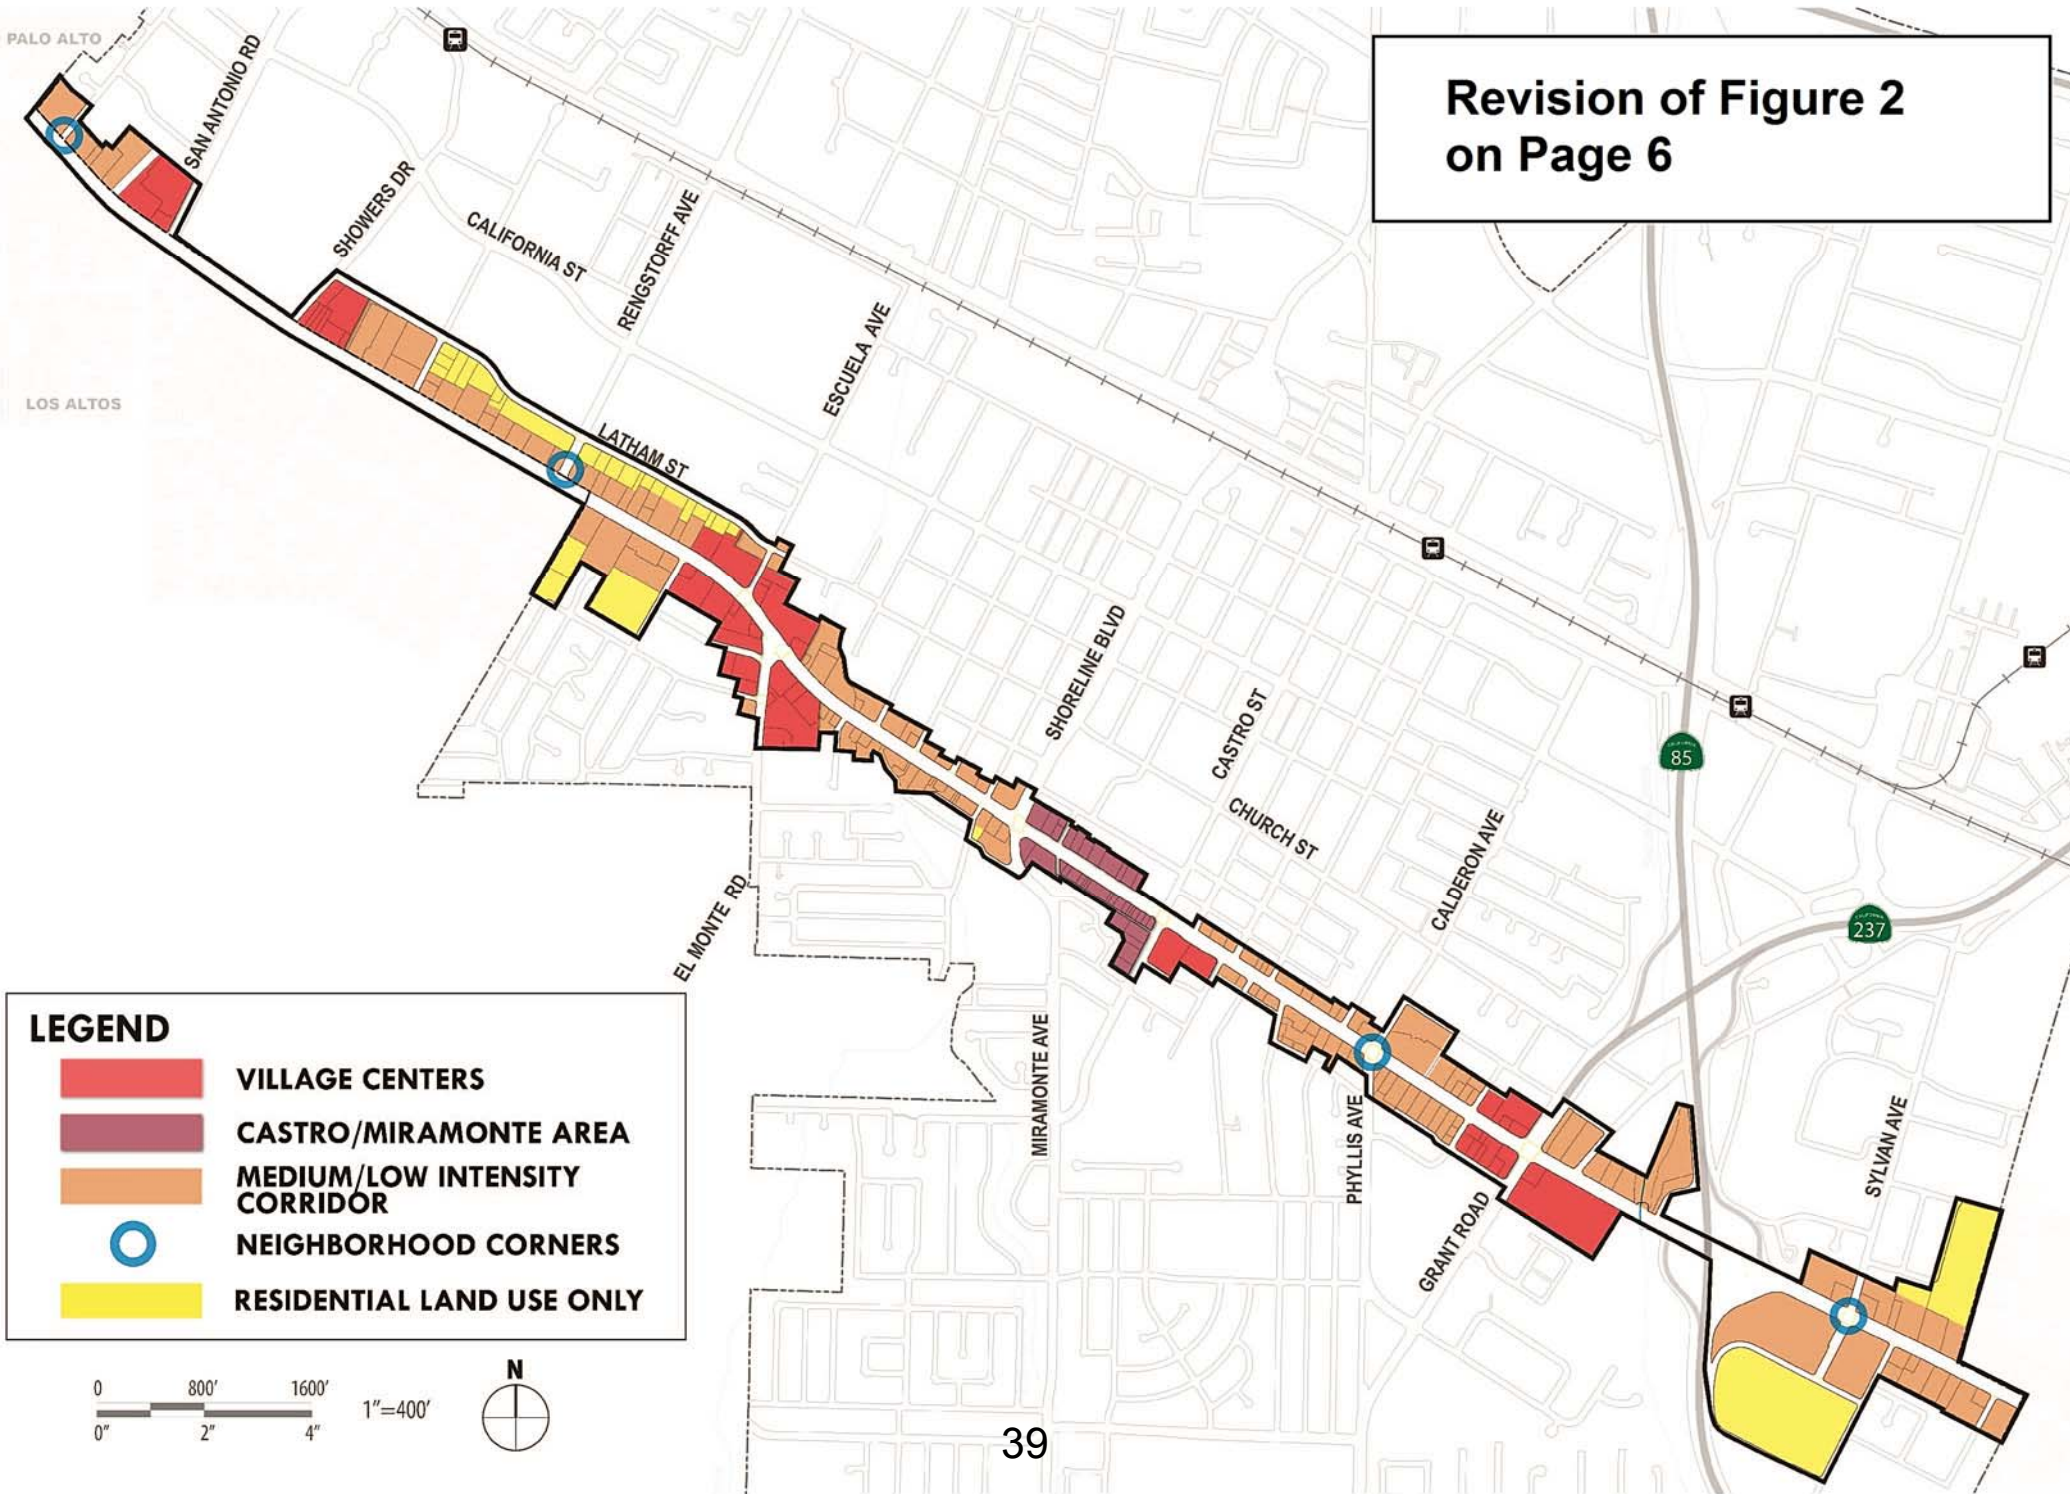 PALO ALTO
SAN ANTONIO RD
Revision of Figure 2
on Page 6
SHOWERS DR
CALIFORNIA ST
RENGSTORFF AVE
ESCUELA AVE
LOS ALTOS
LATHAM ST
SHORELINE BLVD
CASTRO ST
CHURCH ST
CALDERON AVE
CALIFORNIA
85
CALIFORNIA
237
EL MONTE RD
MIRAMONTE AVE
PHYLLIS AVE
GRANT ROAD
SYLVAN AVE
LEGEND
VILLAGE CENTERS
CASTRO/MIRAMONTE AREA
MEDIUM/LOW INTENSITY
CORRIDOR
NEIGHBORHOOD CORNERS
RESIDENTIAL LAND USE ONLY
0 800' 1600'
0" 2" 4"
1"=400'
N
39